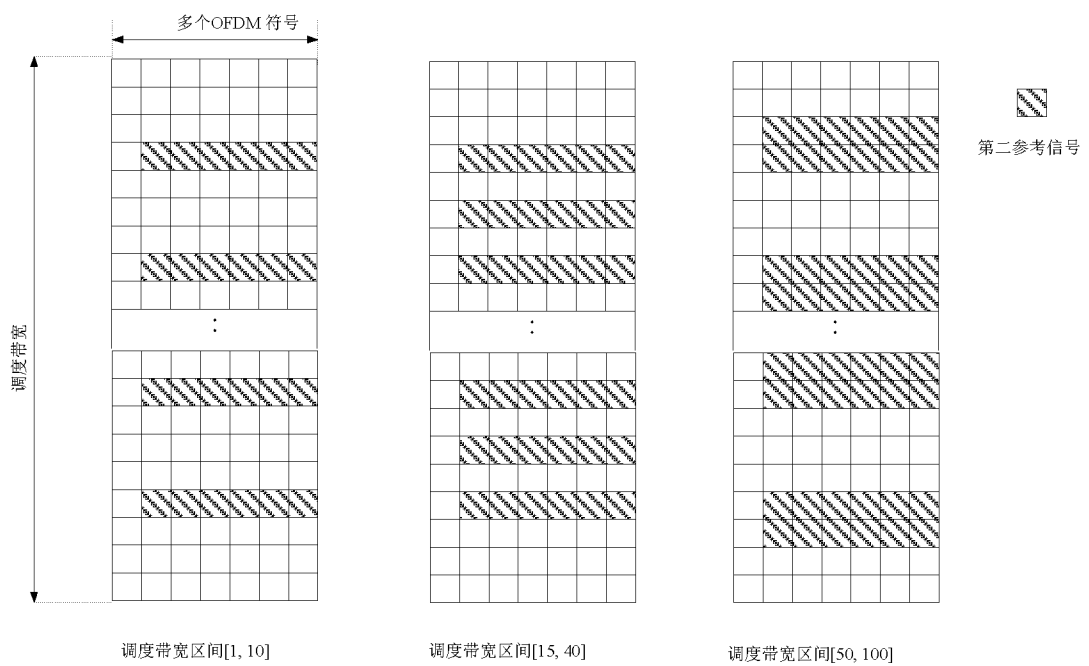 多个OFDM 符号
第二参考信号
调度带宽
调度带宽区间[1, 10]
调度带宽区间[15, 40]
调度带宽区间[50, 100]